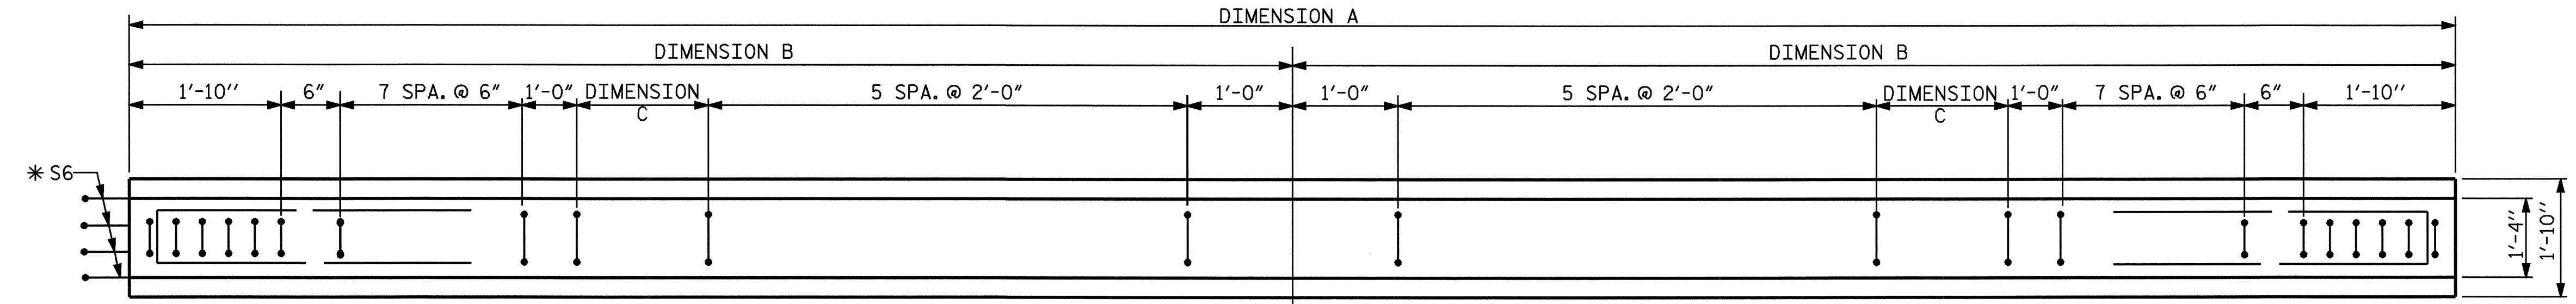 DIMENSION A
DIMENSION B DIMENSION B
1'-10" 6" 7 SPA. @ 6" 1'-0" DIMENSION C 5 SPA. @ 2'-0" 1'-0" 1'-0" 5 SPA. @ 2'-0" DIMENSION C 1'-0" 7 SPA. @ 6" 6" 1'-10"
* S6
1'-4"
1'-10"